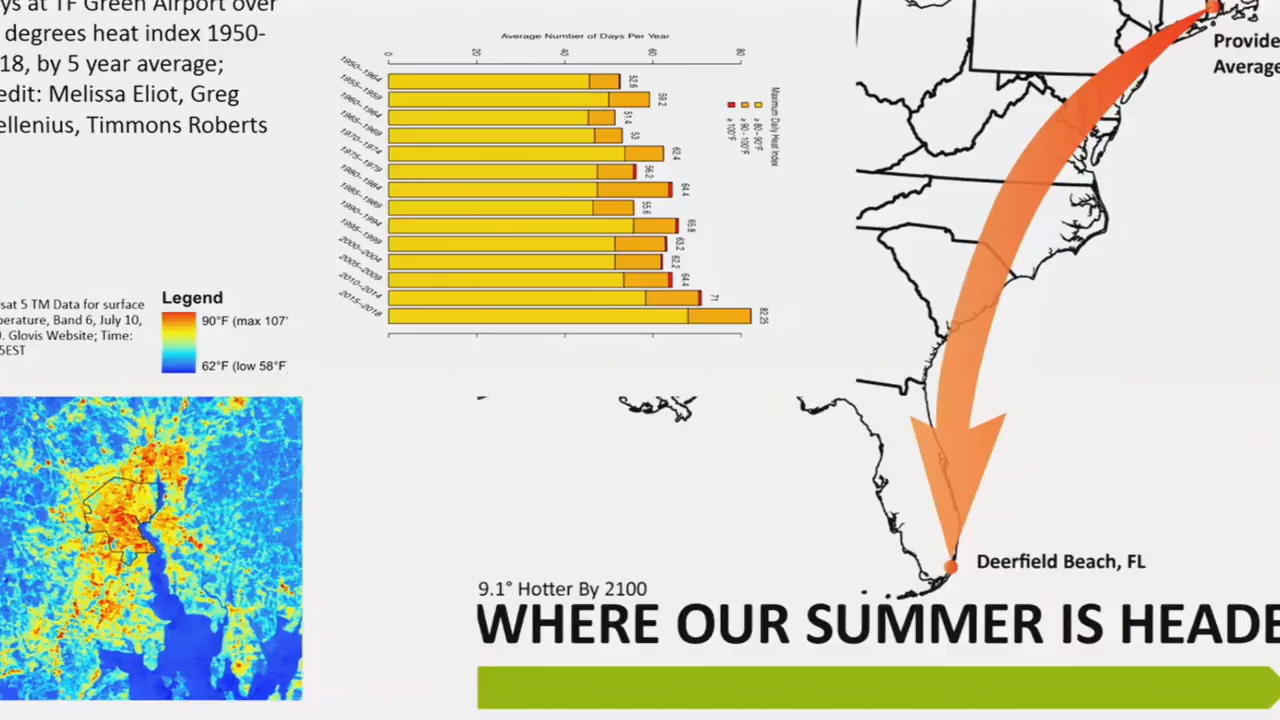 ys at TF Green Airport over
degrees heat index 1950-
18, by 5 year average;
edit: Melissa Eliot, Greg
ellenius, Timmons Roberts
Average Number of Days Per Year
0 20 40 60 80
1950–1964
1955–1959
1960–1964
1965–1969
1970–1974
1975–1979
1980–1984
1985–1989
1990–1994
1995–1999
2000–2004
2005–2009
2010–2014
2015–2018
52.6
59.2
51.4
53
62.4
56.2
64.4
55.6
65.8
63.2
62.2
64.4
71
82.25
Maximum Daily Heat Index
≥ 80–90°F
≥ 90–100°F
≥ 100°F
Provide
Average
sat 5 TM Data for surface
perature, Band 6, July 10,
. Glovis Website; Time:
5EST
Legend
90°F (max 107°
62°F (low 58°F
Deerfield Beach, FL
9.1° Hotter By 2100
WHERE OUR SUMMER IS HEADE